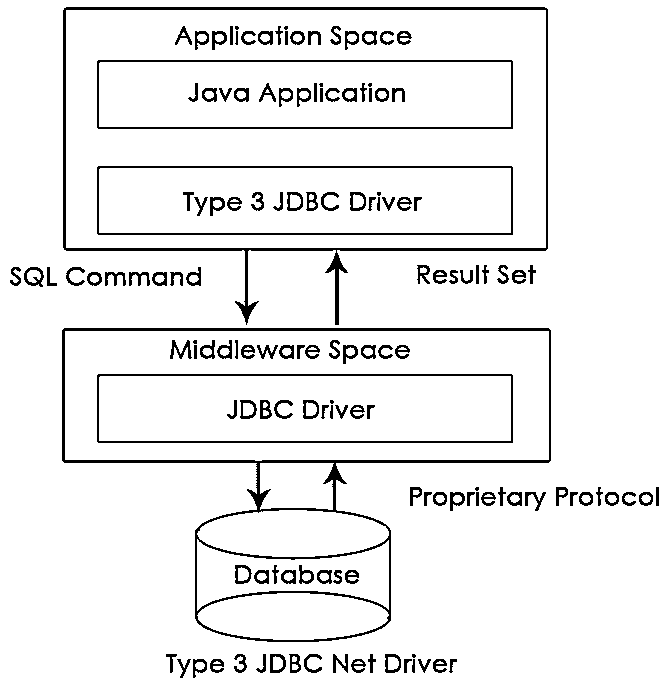 Application Space
Java Application
Type 3 JDBC Driver
SQL Command
Result Set
Middleware Space
JDBC Driver
Proprietary Protocol
Database
Type 3 JDBC Net Driver